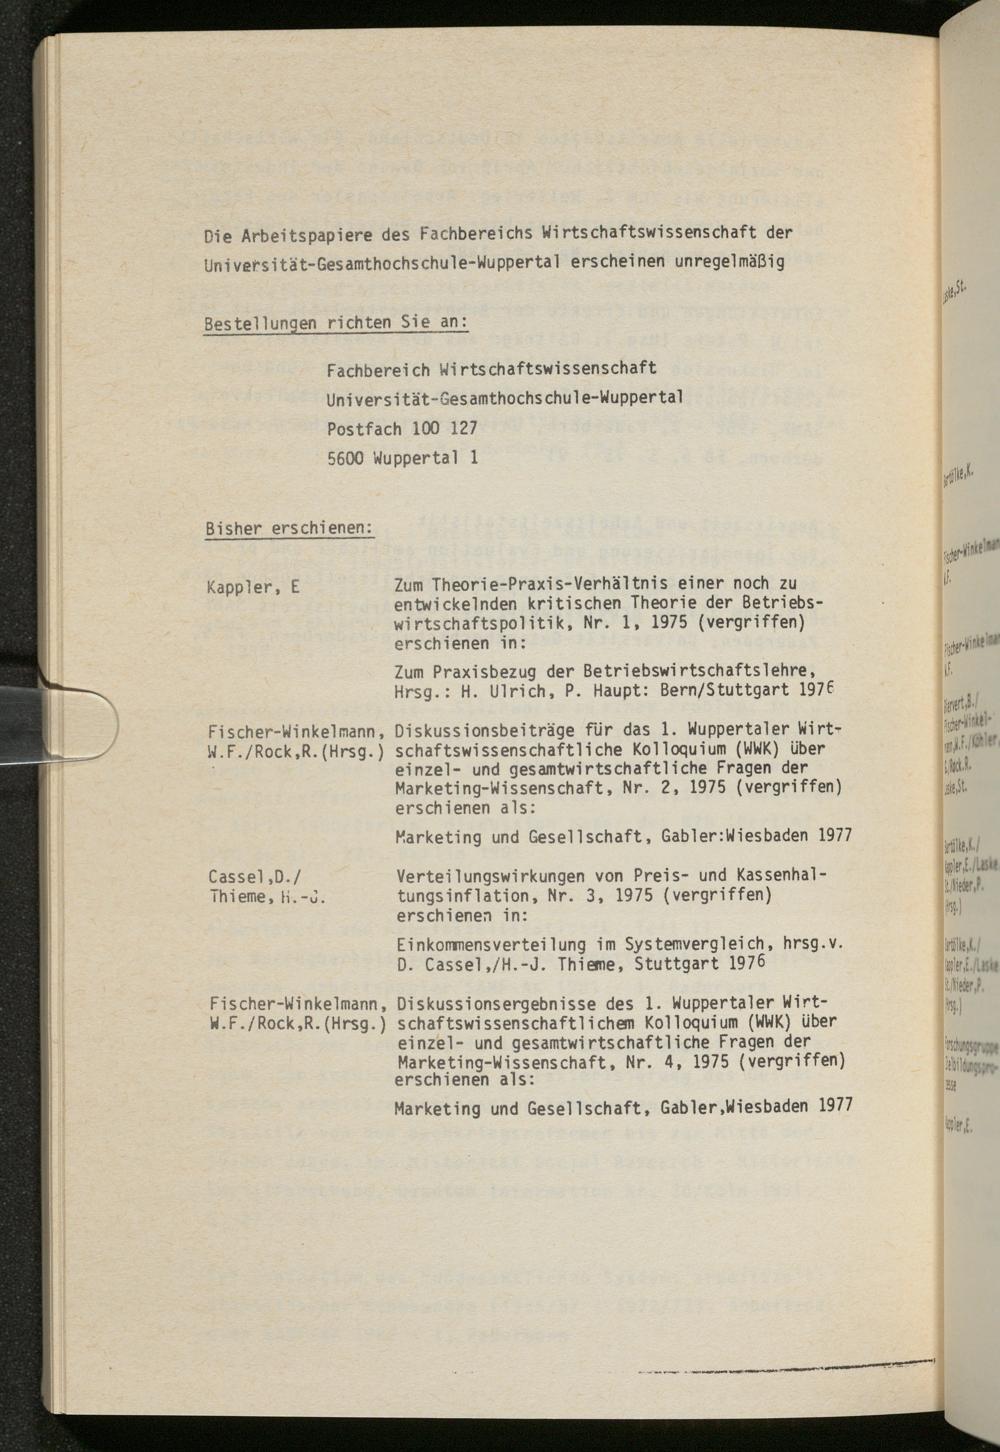 Die Arbeitspapiere des Fachbereichs Wirtschaftswissenschaft der
Universität-Gesamthochschule-Wuppertal erscheinen unregelmäßig
Bestellungen richten Sie an:
Fachbereich Wirtschaftswissenschaft
Universität-Gesamthochschule-Wuppertal
Postfach 100 127
5600 Wuppertal 1
Bisher erschienen:
Kappler, E Zum Theorie-Praxis-Verhältnis einer noch zu
entwickelnden kritischen Theorie der Betriebs-
wirtschaftspolitik, Nr. 1, 1975 (vergriffen)
erschienen in:
Zum Praxisbezug der Betriebswirtschaftslehre,
Hrsg.: H. Ulrich, P. Haupt: Bern/Stuttgart 1976
Fischer-Winkelmann, Diskussionsbeiträge für das 1. Wuppertaler Wirt-
W.F./Rock,R.(Hrsg.) schaftswissenschaftliche Kolloquium (WWK) über
einzel- und gesamtwirtschaftliche Fragen der
Marketing-Wissenschaft, Nr. 2, 1975 (vergriffen)
erschienen als:
Marketing und Gesellschaft, Gabler:Wiesbaden 1977
Cassel,D./ Verteilungswirkungen von Preis- und Kassenhal-
Thieme, H.-J. tungsinflation, Nr. 3, 1975 (vergriffen)
erschienen in:
Einkommensverteilung im Systemvergleich, hrsg.v.
D. Cassel,/H.-J. Thieme, Stuttgart 1976
Fischer-Winkelmann, Diskussionsergebnisse des 1. Wuppertaler Wirt-
W.F./Rock,R.(Hrsg.) schaftswissenschaftlichem Kolloquium (WWK) über
einzel- und gesamtwirtschaftliche Fragen der
Marketing-Wissenschaft, Nr. 4, 1975 (vergriffen)
erschienen als:
Marketing und Gesellschaft, Gabler,Wiesbaden 1977